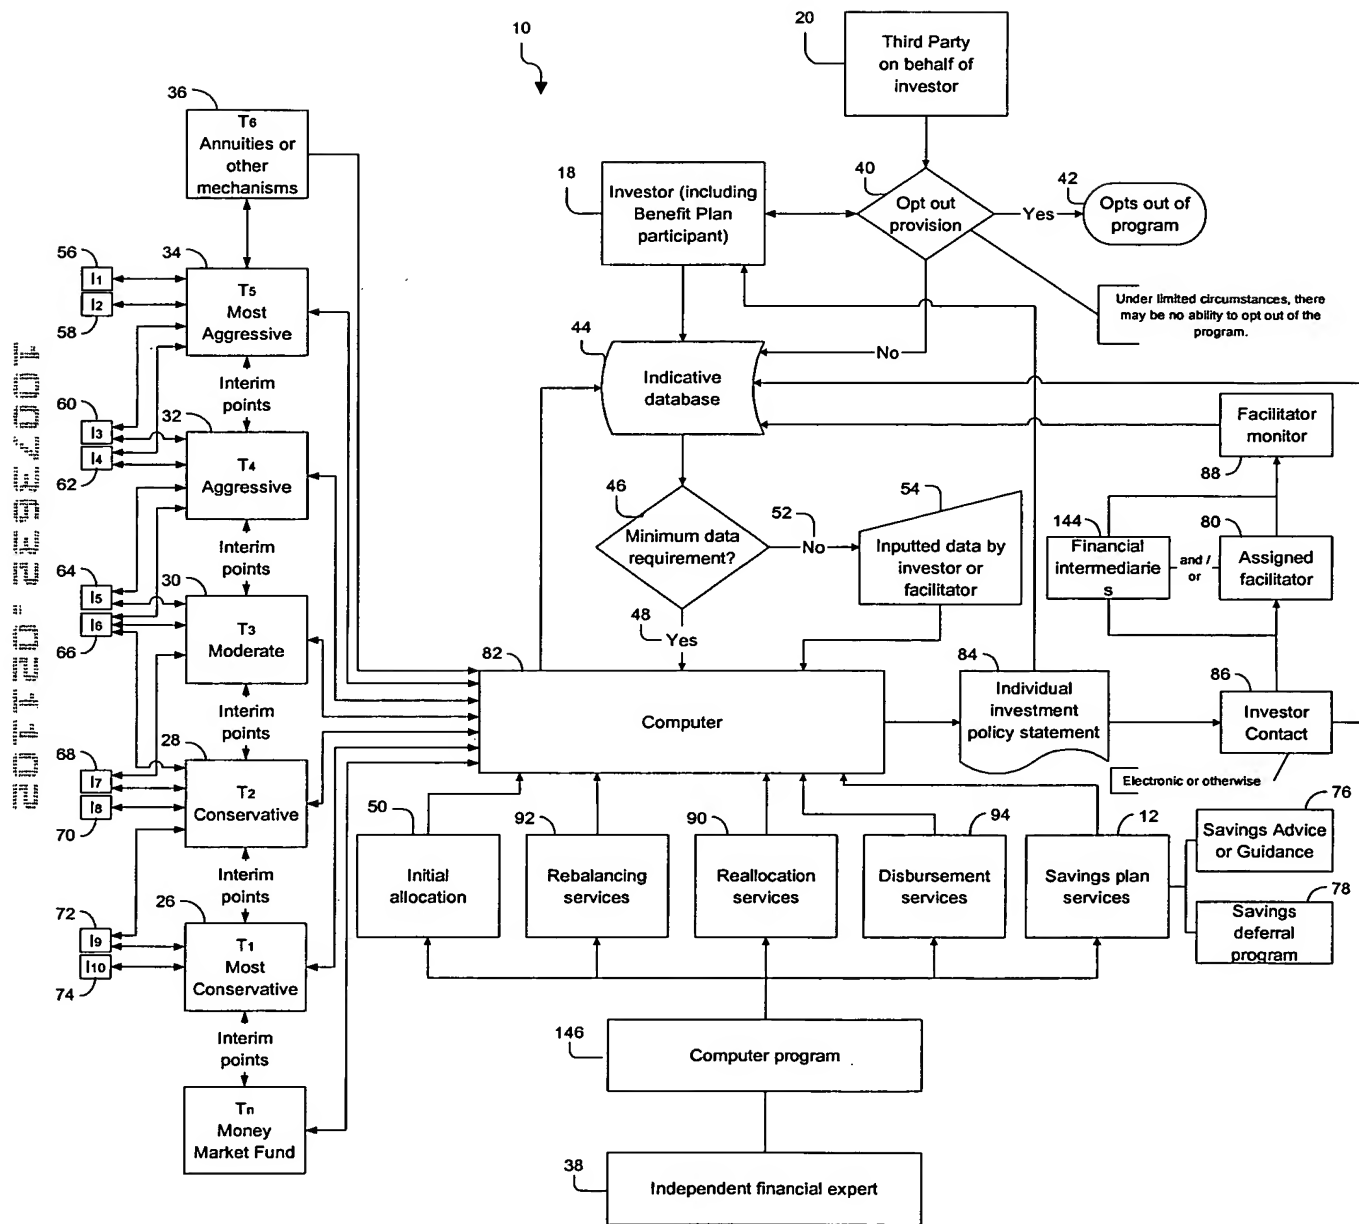 10
20
Third Party
on behalf of
investor
36
T6
Annuities or
other
mechanisms
18
Investor (including
Benefit Plan
participant)
40
Opt out
provision
Yes
42
Opts out of
program
Under limited circumstances, there
may be no ability to opt out of the
program.
No
56
I1
I2
58
34
T5
Most
Aggressive
Interim
points
44
Indicative
database
60
I3
I4
62
32
T4
Aggressive
Interim
points
Facilitator
monitor
88
46
Minimum data
requirement?
52
No
54
Inputted data by
investor or
facilitator
144
Financial
intermediarie
s
and /
or
80
Assigned
facilitator
64
I5
I6
66
30
T3
Moderate
Interim
points
48
Yes
82
Computer
84
Individual
investment
policy statement
86
Investor
Contact
Electronic or otherwise
68
I7
I8
70
28
T2
Conservative
Interim
points
50
Initial
allocation
92
Rebalancing
services
90
Reallocation
services
94
Disbursement
services
12
Savings plan
services
76
Savings Advice
or Guidance
78
Savings
deferral
program
72
I9
I10
74
26
T1
Most
Conservative
Interim
points
Tn
Money
Market Fund
146
Computer program
38
Independent financial expert